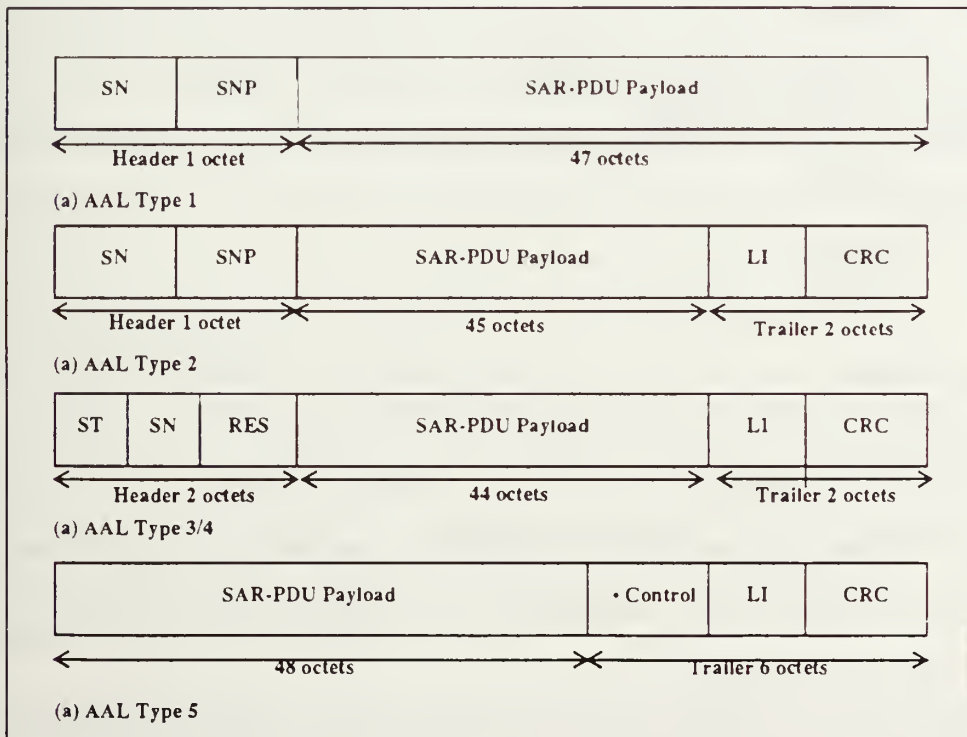 SN SNP SAR-PDU Payload
Header 1 octet 47 octets
(a) AAL Type 1
SN SNP SAR-PDU Payload LI CRC
Header 1 octet 45 octets Trailer 2 octets
(a) AAL Type 2
ST SN RES SAR-PDU Payload LI CRC
Header 2 octets 44 octets Trailer 2 octets
(a) AAL Type 3/4
SAR-PDU Payload • Control LI CRC
48 octets Trailer 6 octets
(a) AAL Type 5